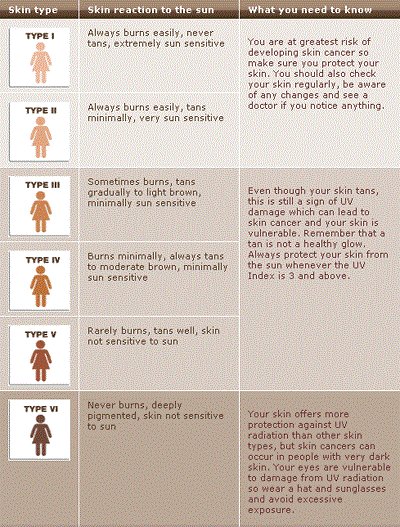 Skin type
Skin reaction to the sun
What you need to know
TYPE I
Always burns easily, never
tans, extremely sun sensitive
You are at greatest risk of
developing skin cancer so
make sure you protect your
skin. You should also check
your skin regularly, be aware
of any changes and see a
doctor if you notice anything.
TYPE II
Always burns easily, tans
minimally, very sun sensitive
TYPE III
Sometimes burns, tans
gradually to light brown,
minimally sun sensitive
Even though your skin tans,
this is still a sign of UV
damage which can lead to
skin cancer and your skin is
vulnerable. Remember that a
tan is not a healthy glow.
Always protect your skin from
the sun whenever the UV
Index is 3 and above.
TYPE IV
Burns minimally, always tans
to moderate brown, minimally
sun sensitive
TYPE V
Rarely burns, tans well, skin
not sensitive to sun
TYPE VI
Never burns, deeply
pigmented, skin not sensitive
to sun
Your skin offers more
protection against UV
radiation than other skin
types, but skin cancers can
occur in people with very dark
skin. Your eyes are vulnerable
to damage from UV radiation
so wear a hat and sunglasses
and avoid excessive
exposure.